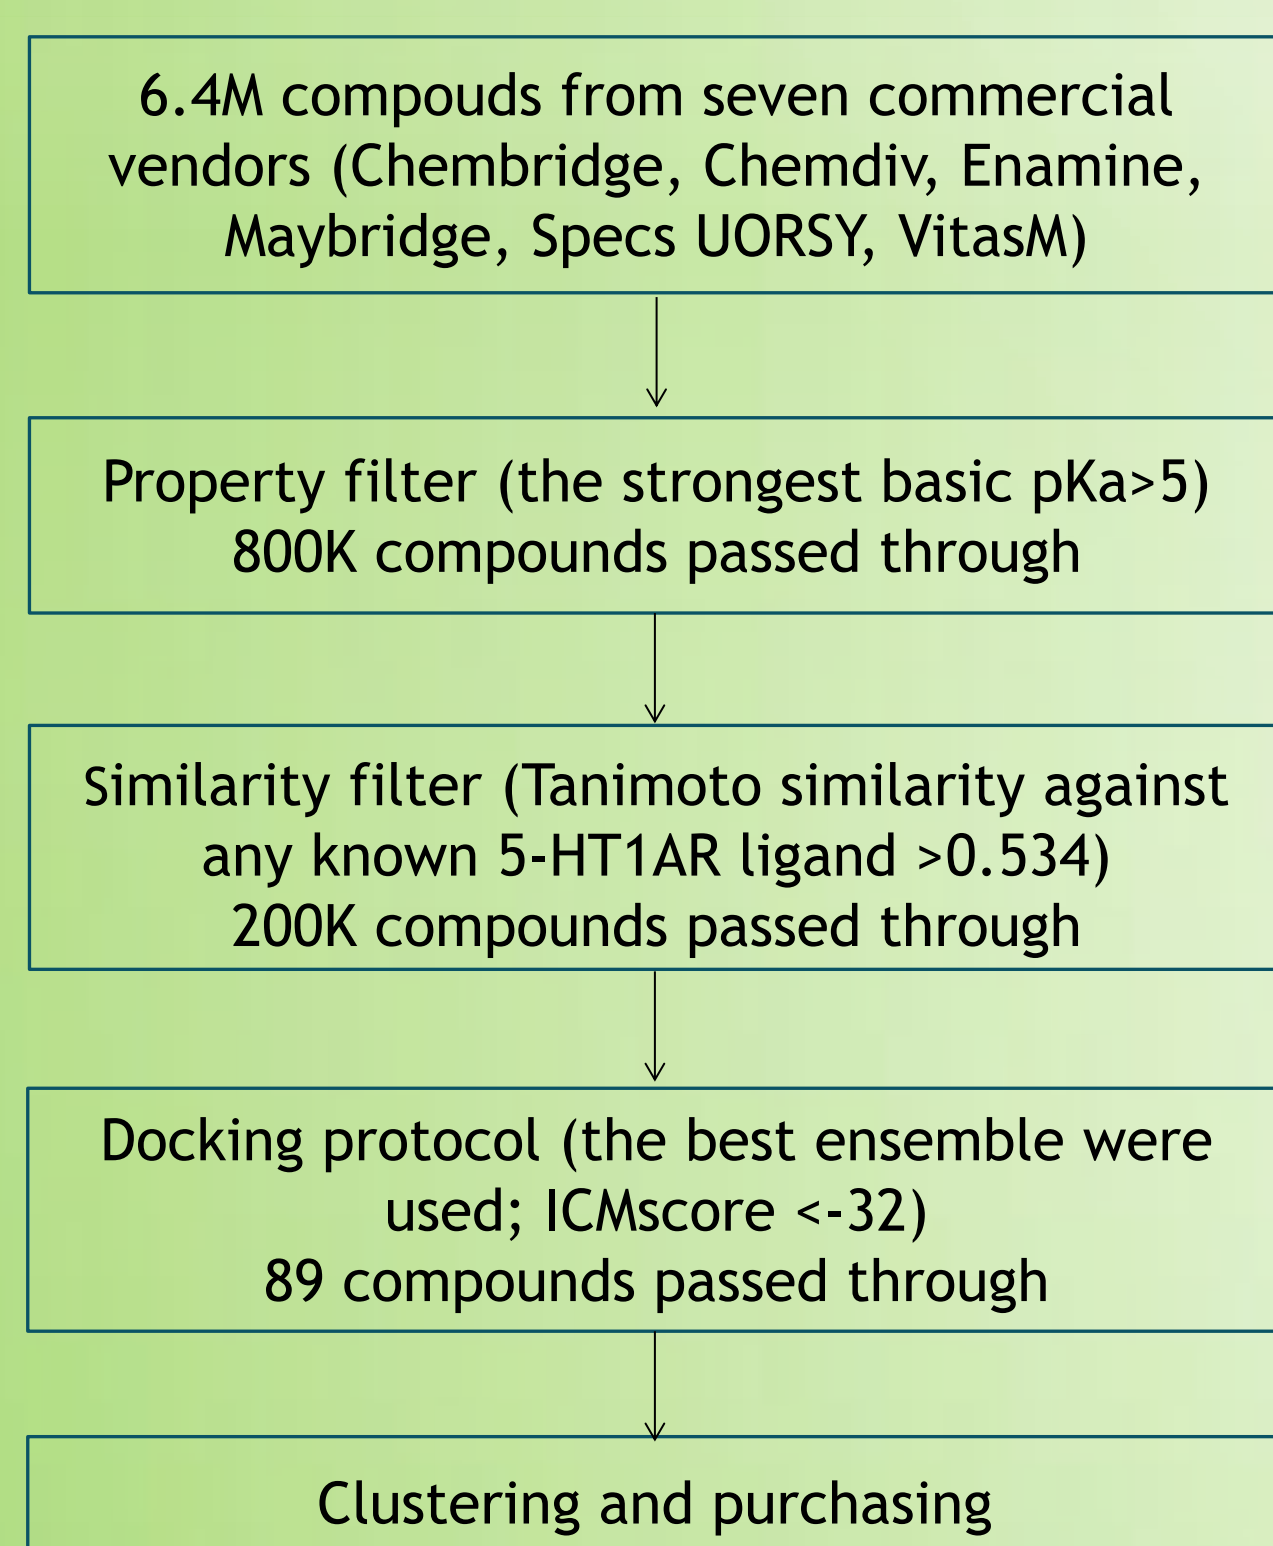 6.4M compouds from seven commercial
vendors (Chembridge, Chemdiv, Enamine,
Maybridge, Specs UORSY, VitasM)
Property filter (the strongest basic pKa>5)
800K compounds passed through
Similarity filter (Tanimoto similarity against
any known 5-HT1AR ligand >0.534)
200K compounds passed through
Docking protocol (the best ensemble were
used; ICMscore <-32)
89 compounds passed through
Clustering and purchasing